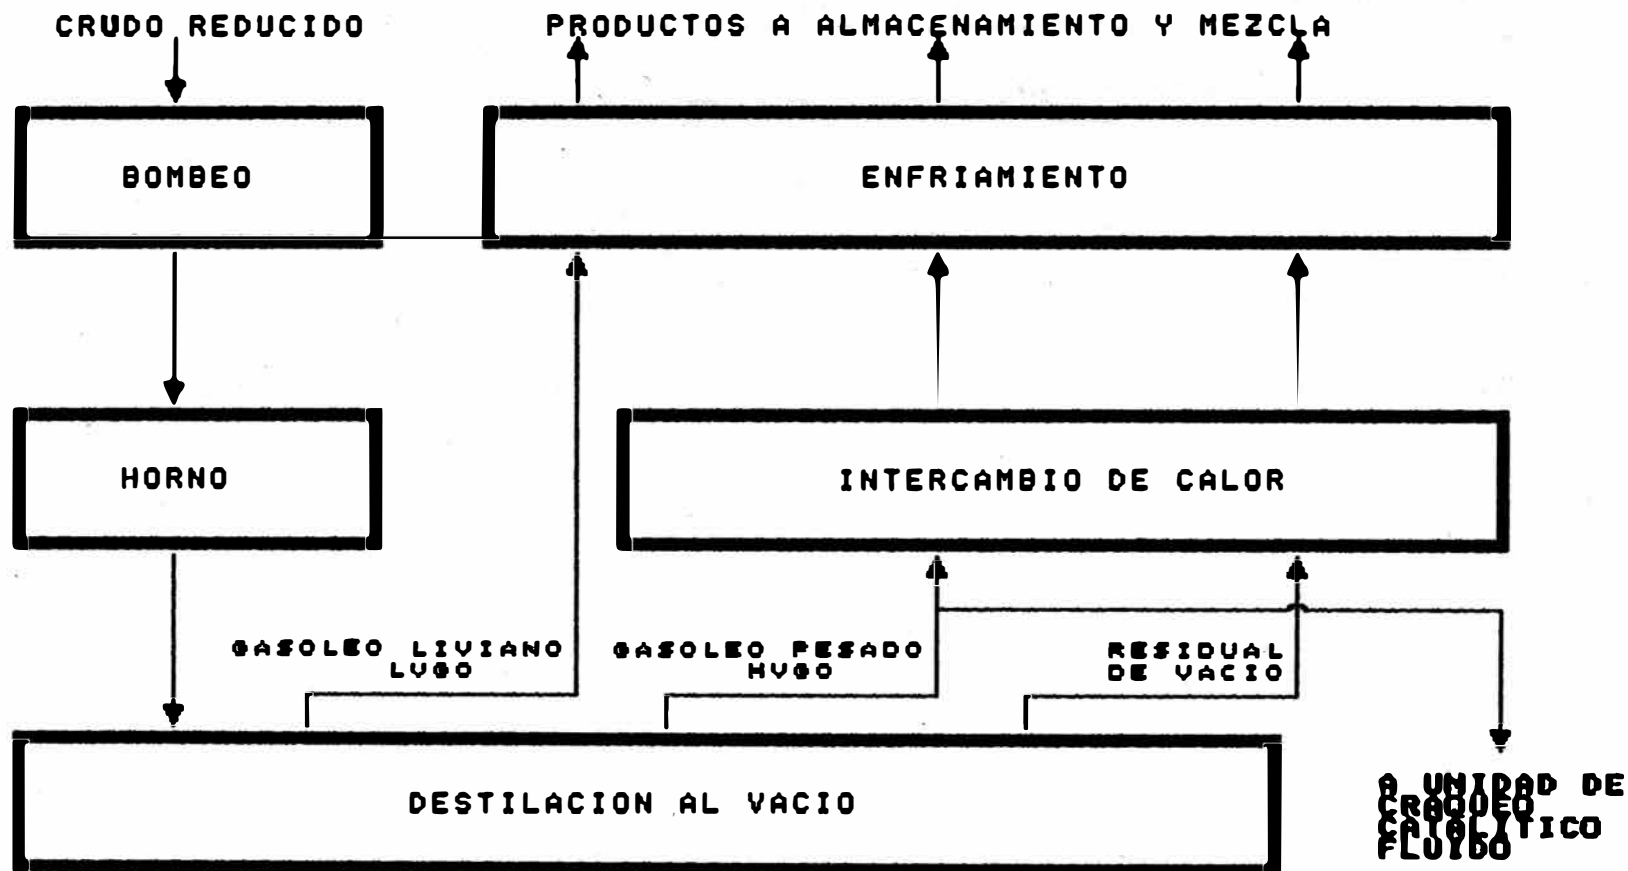 CRUDO REDUCIDO
PRODUCTOS A ALMACENAMIENTO Y MEZCLA
BOMBEO
ENFRIAMIENTO
HORNO
INTERCAMBIO DE CALOR
GASOLEO LIVIANO
LVGO
GASOLEO PESADO
HVGO
RESIDUAL
DE VACIO
DESTILACION AL VACIO
A UNIDAD DE
CRAQUEO
CATALITICO
FLUIDO